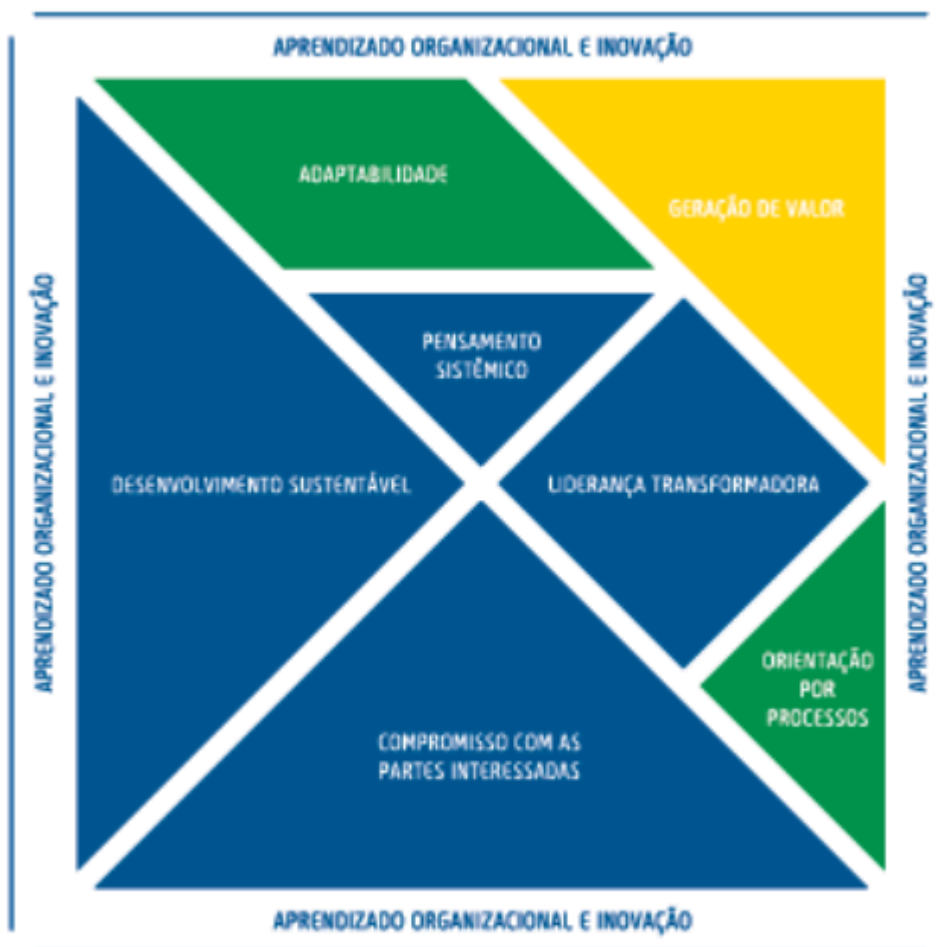 APRENDIZADO ORGANIZACIONAL E INOVAÇÃO
ADAPTABILIDADE
GERAÇÃO DE VALOR
APRENDIZADO ORGANIZACIONAL E INOVAÇÃO
APRENDIZADO ORGANIZACIONAL E INOVAÇÃO
PENSAMENTO
SISTÊMICO
DESENVOLVIMENTO SUSTENTÁVEL
LIDERANÇA TRANSFORMADORA
ORIENTAÇÃO
POR
PROCESSOS
COMPROMISSO COM AS
PARTES INTERESSADAS
APRENDIZADO ORGANIZACIONAL E INOVAÇÃO